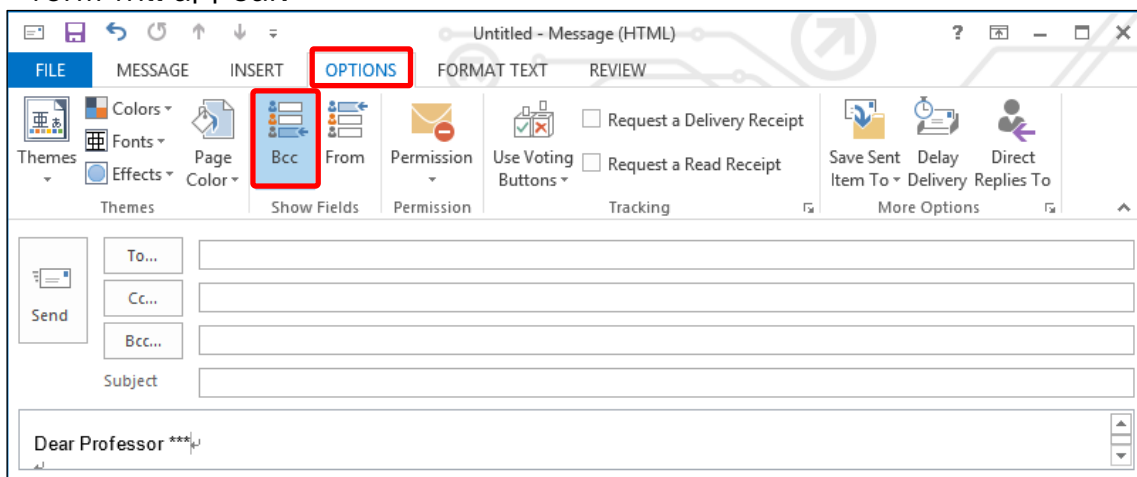 Untitled - Message (HTML)
?
FILE MESSAGE INSERT OPTIONS FORMAT TEXT REVIEW
Themes
Colors
Fonts
Effects
Page
Color
Bcc
From
Permission
Use Voting
Buttons
Request a Delivery Receipt
Request a Read Receipt
Save Sent
Item To
Delay
Delivery
Direct
Replies To
Themes
Show Fields
Permission
Tracking
More Options
Send
To...
Cc...
Bcc...
Subject
Dear Professor ***